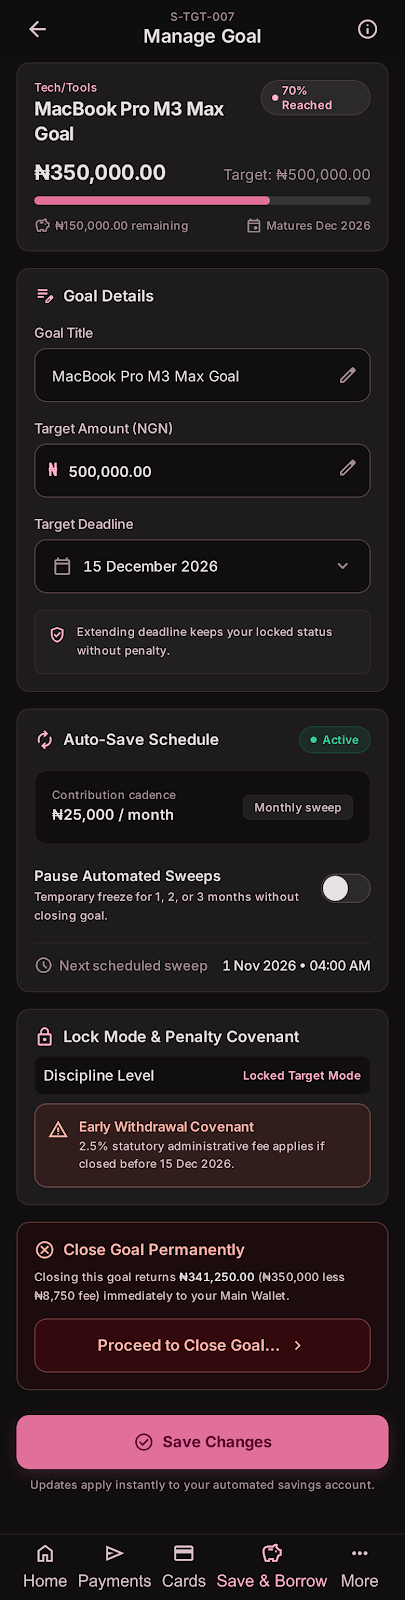 S-TGT-007
Manage Goal
Tech/Tools
MacBook Pro M3 Max
Goal
70%
Reached
₦350,000.00
Target: ₦500,000.00
₦150,000.00 remaining
Matures Dec 2026
Goal Details
Goal Title
MacBook Pro M3 Max Goal
Target Amount (NGN)
₦ 500,000.00
Target Deadline
15 December 2026
Extending deadline keeps your locked status
without penalty.
Auto-Save Schedule
Active
Contribution cadence
₦25,000 / month
Monthly sweep
Pause Automated Sweeps
Temporary freeze for 1, 2, or 3 months without
closing goal.
Next scheduled sweep
1 Nov 2026 • 04:00 AM
Lock Mode & Penalty Covenant
Discipline Level
Locked Target Mode
Early Withdrawal Covenant
2.5% statutory administrative fee applies if
closed before 15 Dec 2026.
Close Goal Permanently
Closing this goal returns ₦341,250.00 (₦350,000 less
₦8,750 fee) immediately to your Main Wallet.
Proceed to Close Goal...
Save Changes
Updates apply instantly to your automated savings account.
Home
Payments
Cards
Save & Borrow
More